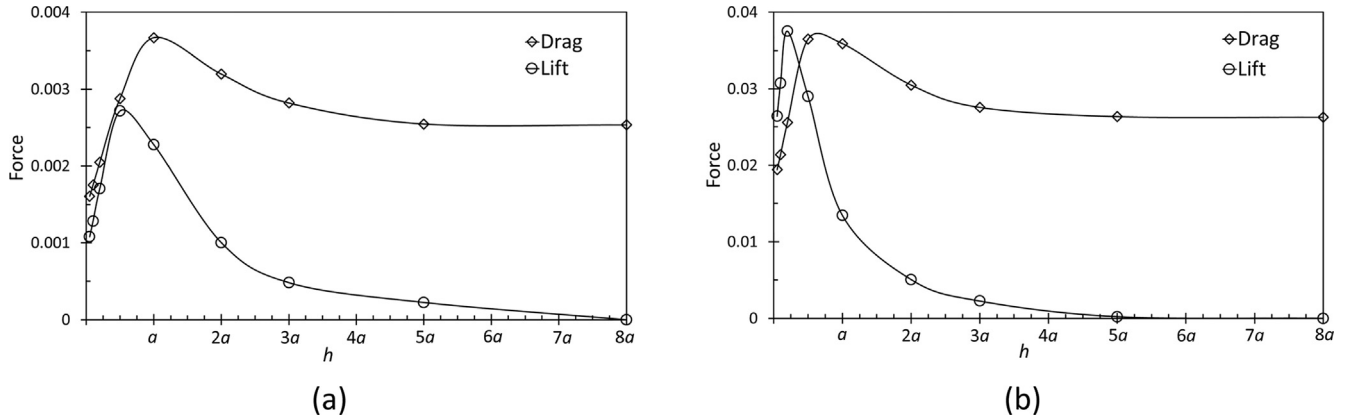 0.004
0.003
0.002
0.001
0
Force
Drag
Lift
a 2a 3a 4a 5a 6a 7a 8a
h
(a)
0.04
0.03
0.02
0.01
0
Force
Drag
Lift
a 2a 3a 4a 5a 6a 7a 8a
h
(b)